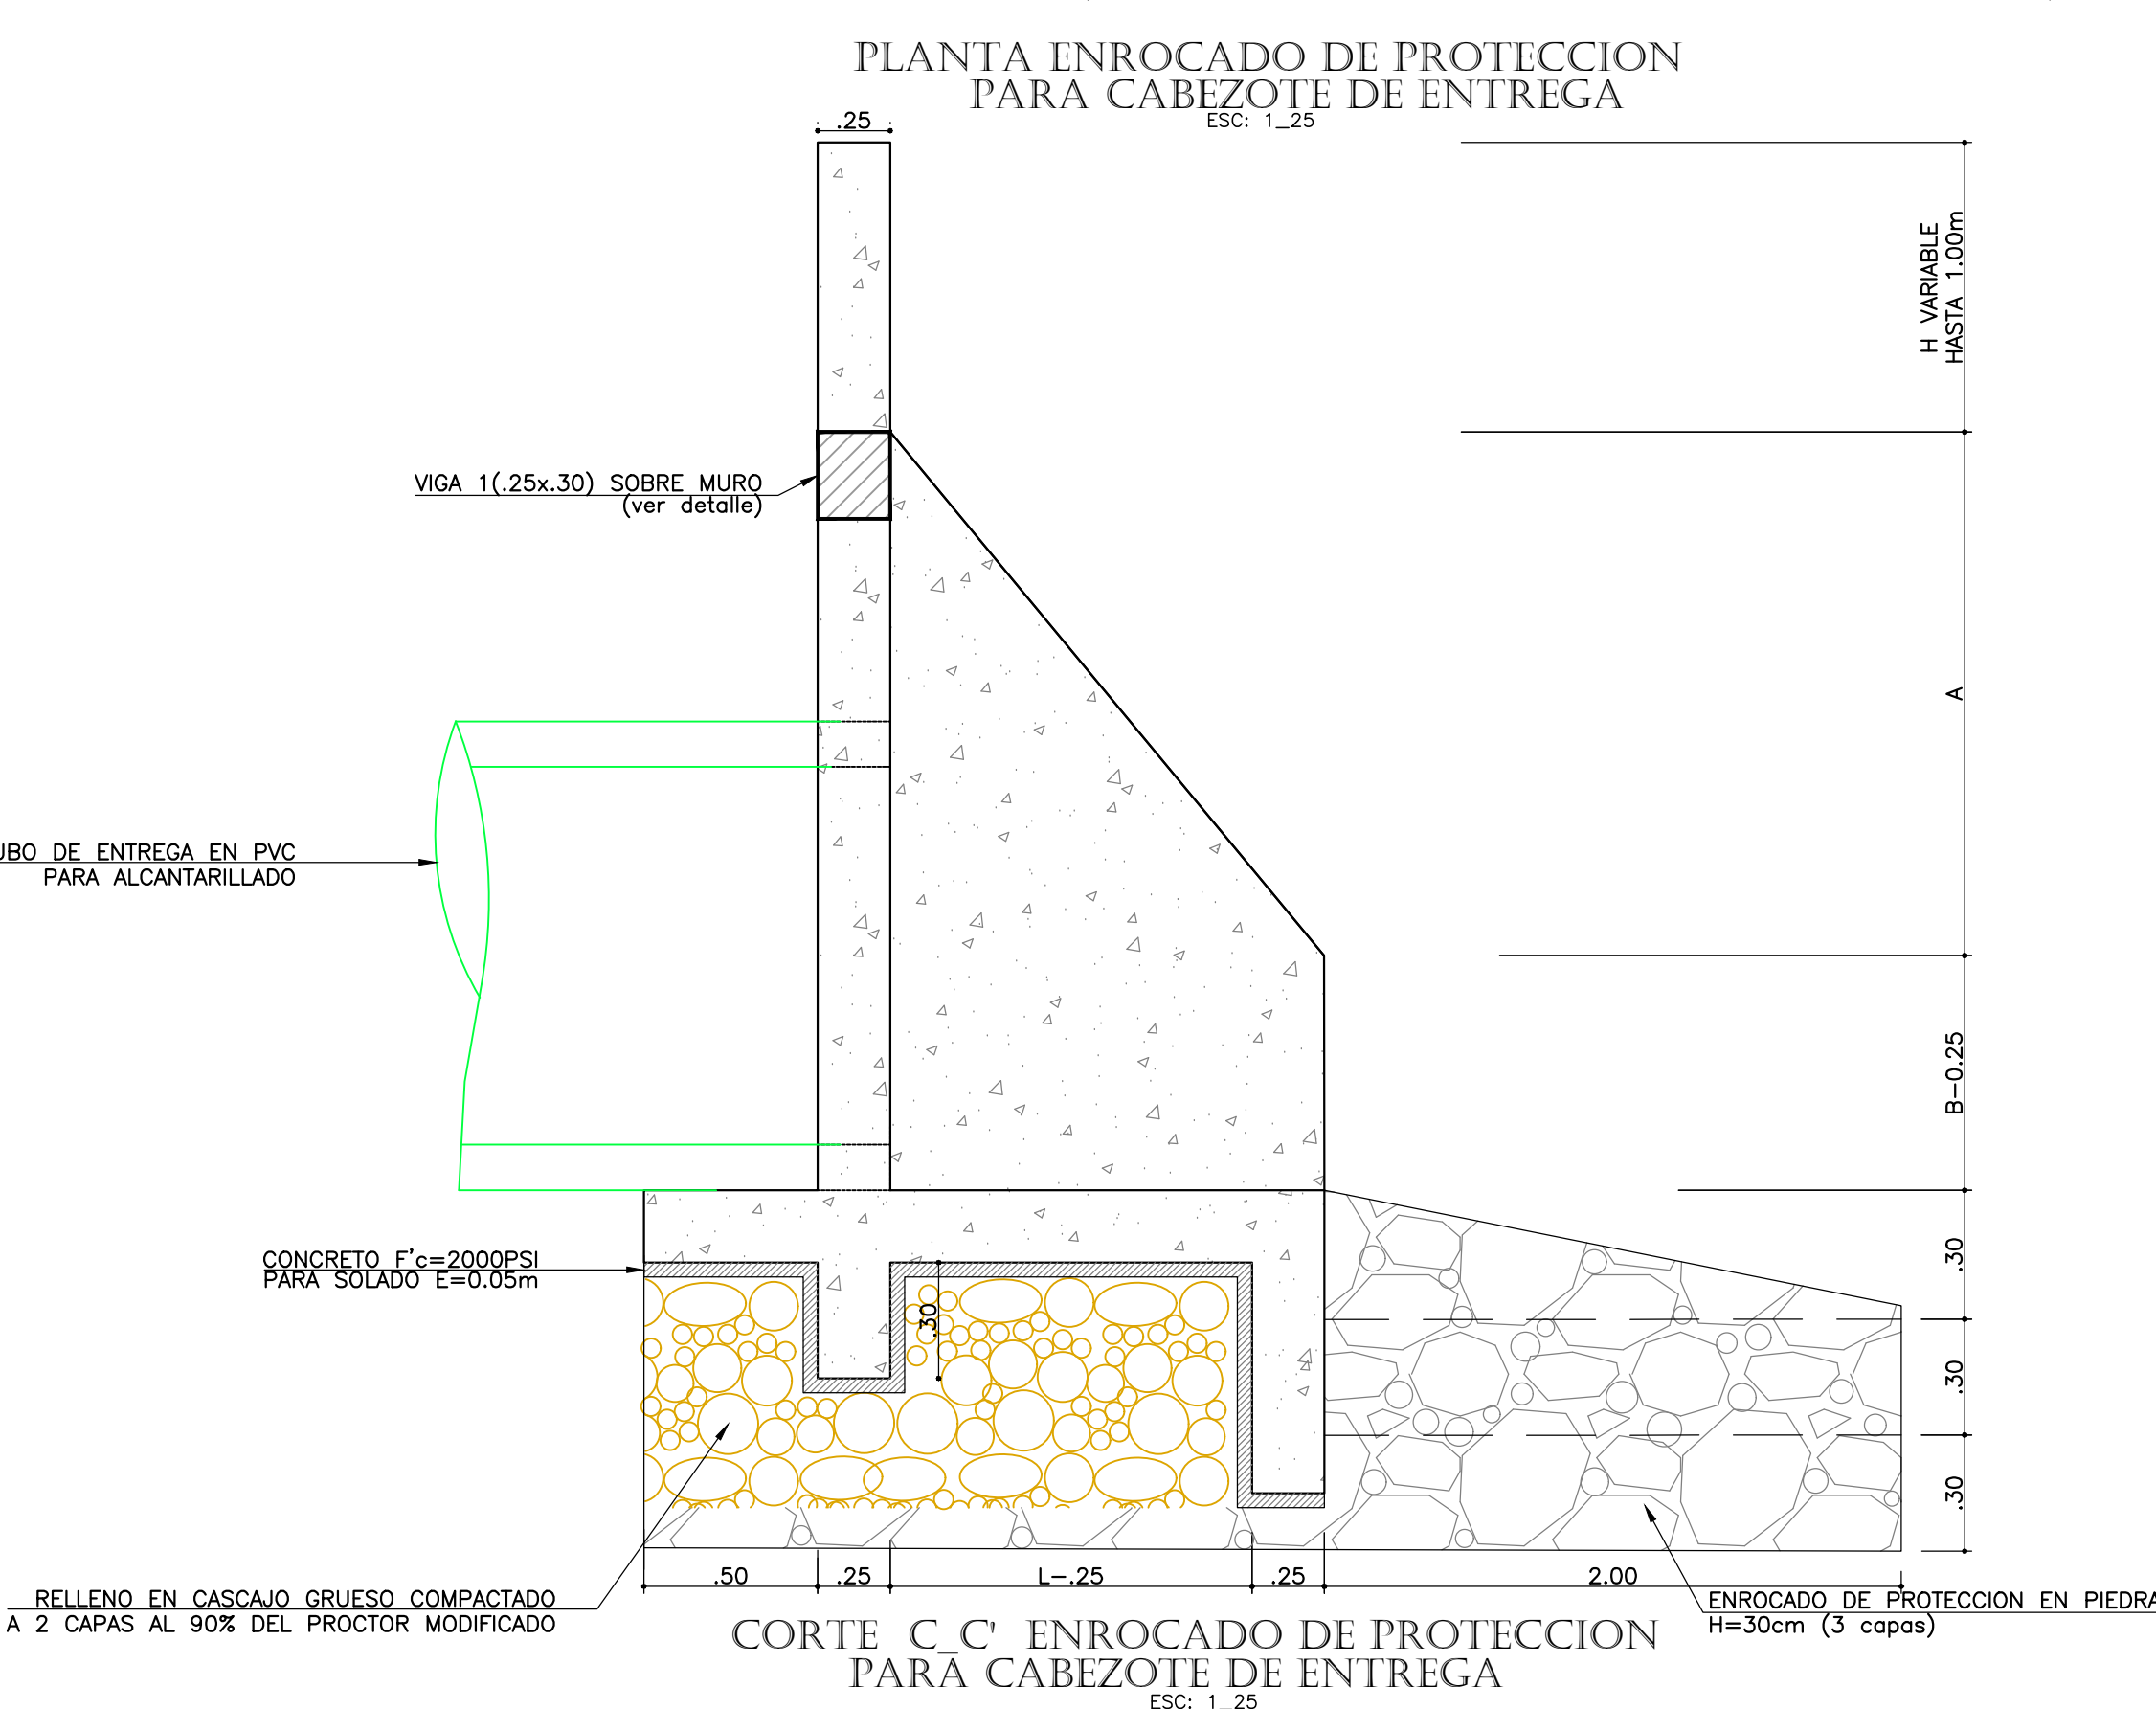 PLANTA ENROCADO DE PROTECCION
PARA CABEZOTE DE ENTREGA
ESC: 1_25
.25
H VARIABLE
HASTA 1.00m
VIGA 1(.25x.30) SOBRE MURO
(ver detalle)
A
DE ENTREGA EN PVC
PARA ALCANTARILLADO
B-0.25
CONCRETO F'c=2000PSI
PARA SOLADO E=0.05m
.30
.30
.30
.30
.50
.25
L-.25
.25
2.00
RELLENO EN CASCAJO GRUESO COMPACTADO
A 2 CAPAS AL 90% DEL PROCTOR MODIFICADO
ENROCADO DE PROTECCION EN PIEDRA
H=30cm (3 capas)
CORTE C_C' ENROCADO DE PROTECCION
PARA CABEZOTE DE ENTREGA
ESC: 1_25